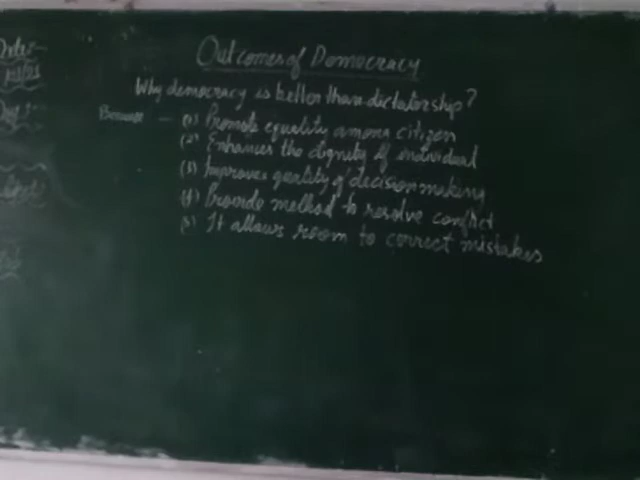 Outcomes of Democracy
Why democracy is better than dictatorship?
Because - (1) Promote equality among citizen
(2) Enhances the dignity of individual
(3) Improves quality of decision making
(4) Provide method to resolve conflict
(5) It allows room to correct mistakes